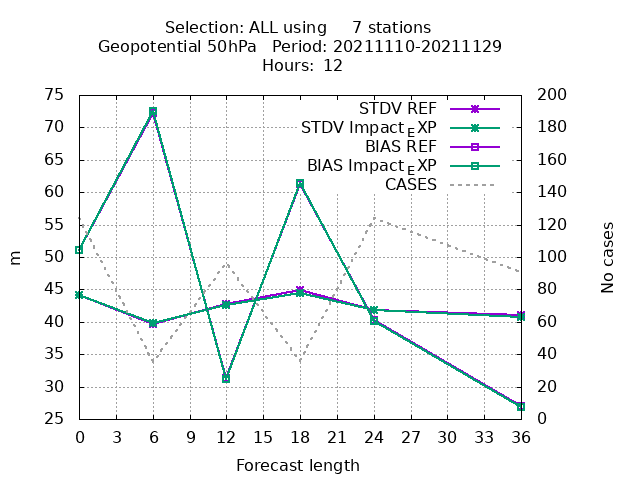 Selection: ALL using     7 stations
Geopotential 50hPa   Period: 20211110-20211129
Hours: 12
75
70
65
60
55
50
45
40
35
30
25
m
STDV REF
STDV Impact_EXP
BIAS REF
BIAS Impact_EXP
CASES
200
180
160
140
120
100
80
60
40
20
0
No cases
0 3 6 9 12 15 18 21 24 27 30 33 36
Forecast length